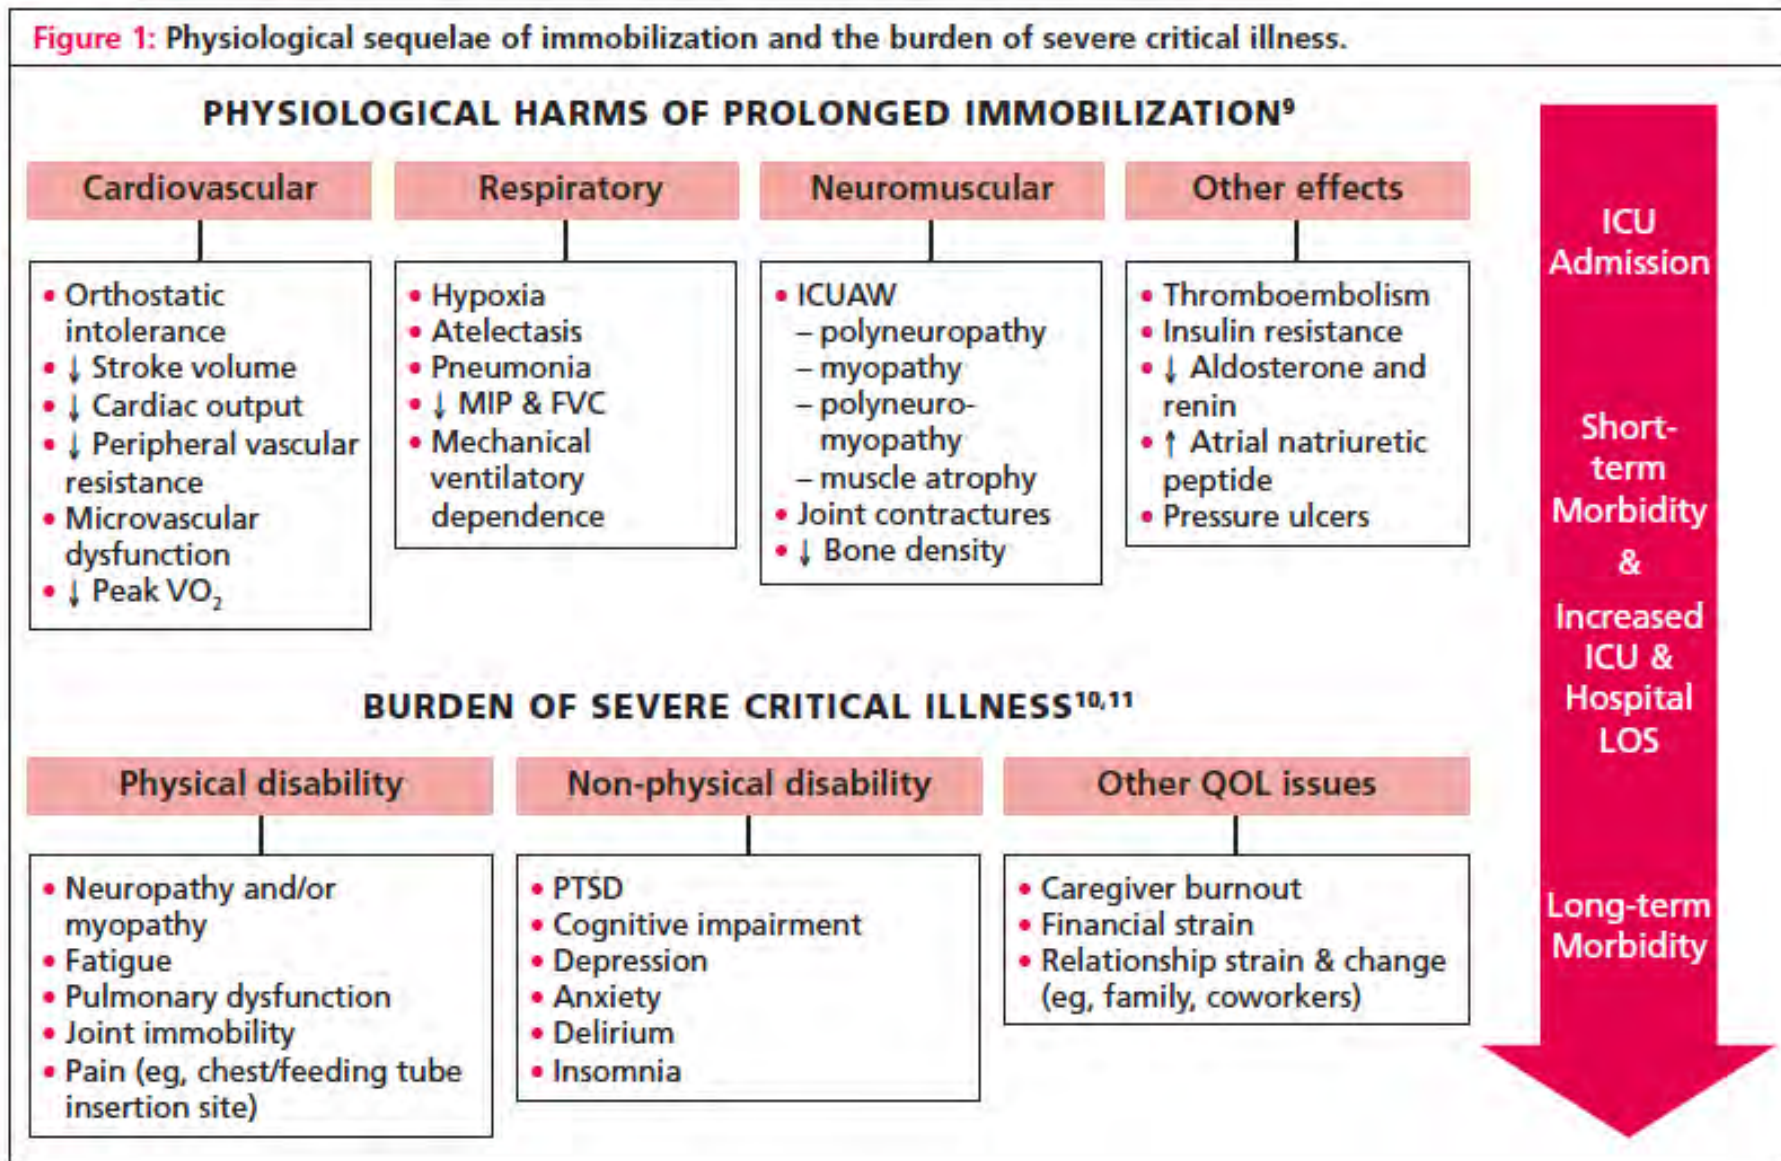 Figure 1: Physiological sequelae of immobilization and the burden of severe critical illness.
PHYSIOLOGICAL HARMS OF PROLONGED IMMOBILIZATION⁹
Cardiovascular
• Orthostatic
intolerance
• ↓ Stroke volume
• ↓ Cardiac output
• ↓ Peripheral vascular
resistance
• Microvascular
dysfunction
• ↓ Peak VO₂
Respiratory
• Hypoxia
• Atelectasis
• Pneumonia
• ↓ MIP & FVC
• Mechanical
ventilatory
dependence
Neuromuscular
• ICUAW
– polyneuropathy
– myopathy
– polyneuro-
myopathy
– muscle atrophy
• Joint contractures
• ↓ Bone density
Other effects
• Thromboembolism
• Insulin resistance
• ↓ Aldosterone and
renin
• ↑ Atrial natriuretic
peptide
• Pressure ulcers
BURDEN OF SEVERE CRITICAL ILLNESS¹⁰,¹¹
Physical disability
• Neuropathy and/or
myopathy
• Fatigue
• Pulmonary dysfunction
• Joint immobility
• Pain (eg, chest/feeding tube
insertion site)
Non-physical disability
• PTSD
• Cognitive impairment
• Depression
• Anxiety
• Delirium
• Insomnia
Other QOL issues
• Caregiver burnout
• Financial strain
• Relationship strain & change
(eg, family, coworkers)
ICU
Admission
Short-
term
Morbidity
&
Increased
ICU &
Hospital
LOS
Long-term
Morbidity